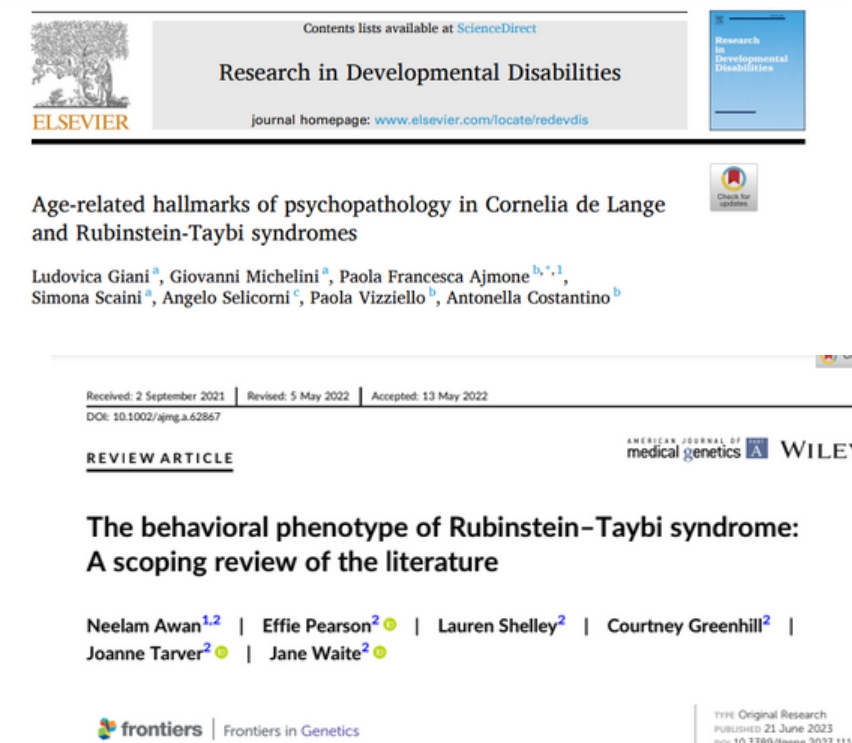 Contents lists available at ScienceDirect
Research in Developmental Disabilities
ELSEVIER
journal homepage: www.elsevier.com/locate/redevdis
Research
in
Developmental
Disabilities
Check for
updates
Age-related hallmarks of psychopathology in Cornelia de Lange
and Rubinstein-Taybi syndromes
Ludovica Giani a, Giovanni Michelini a, Paola Francesca Ajmone b,*,1,
Simona Scaini a, Angelo Selicorni c, Paola Vizziello b, Antonella Costantino b
Received: 2 September 2021 | Revised: 5 May 2022 | Accepted: 13 May 2022
DOI: 10.1002/ajmg.a.62867
REVIEW ARTICLE
AMERICAN JOURNAL OF PART
medical genetics A WILEY
The behavioral phenotype of Rubinstein–Taybi syndrome:
A scoping review of the literature
Neelam Awan1,2 | Effie Pearson2 | Lauren Shelley2 | Courtney Greenhill2 |
Joanne Tarver2 | Jane Waite2
frontiers | Frontiers in Genetics
TYPE Original Research
PUBLISHED 21 June 2023